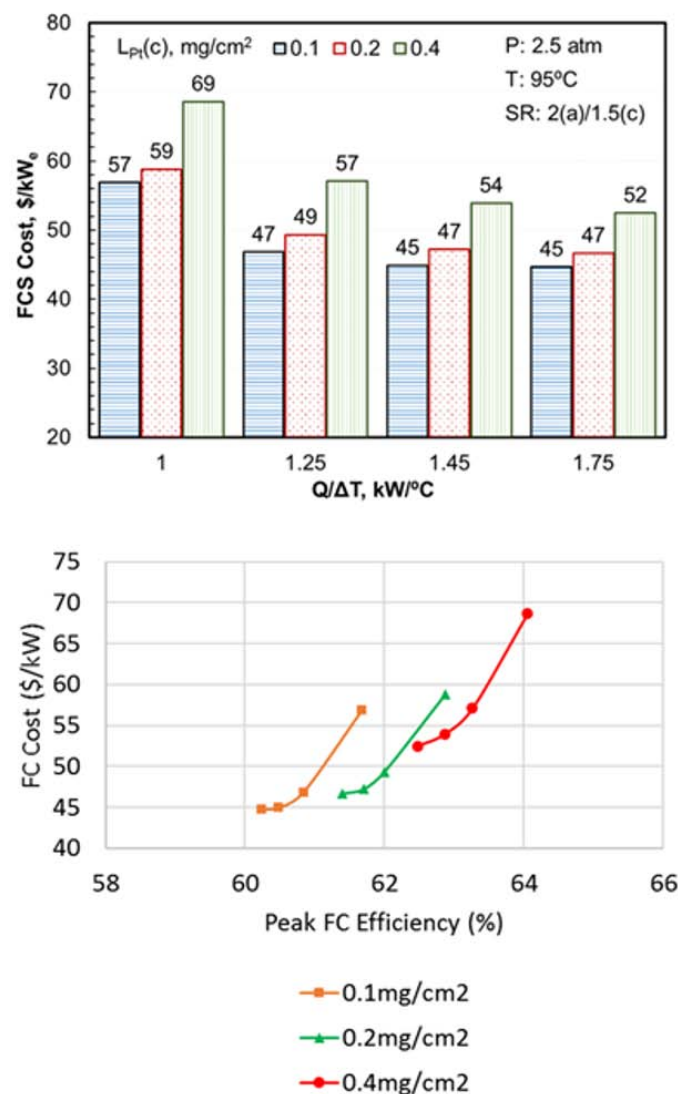 80
L_Pt(c), mg/cm² 0.1 0.2 0.4
P: 2.5 atm
T: 95ºC
SR: 2(a)/1.5(c)
70
60
50
40
30
20
FCS Cost, $/kWₑ
57 59 69
47 49 57
45 47 54
45 47 52
1 1.25 1.45 1.75
Q/ΔT, kW/ºC
75
70
65
60
55
50
45
40
FC Cost ($/kW)
58 60 62 64 66
Peak FC Efficiency (%)
0.1mg/cm2
0.2mg/cm2
0.4mg/cm2